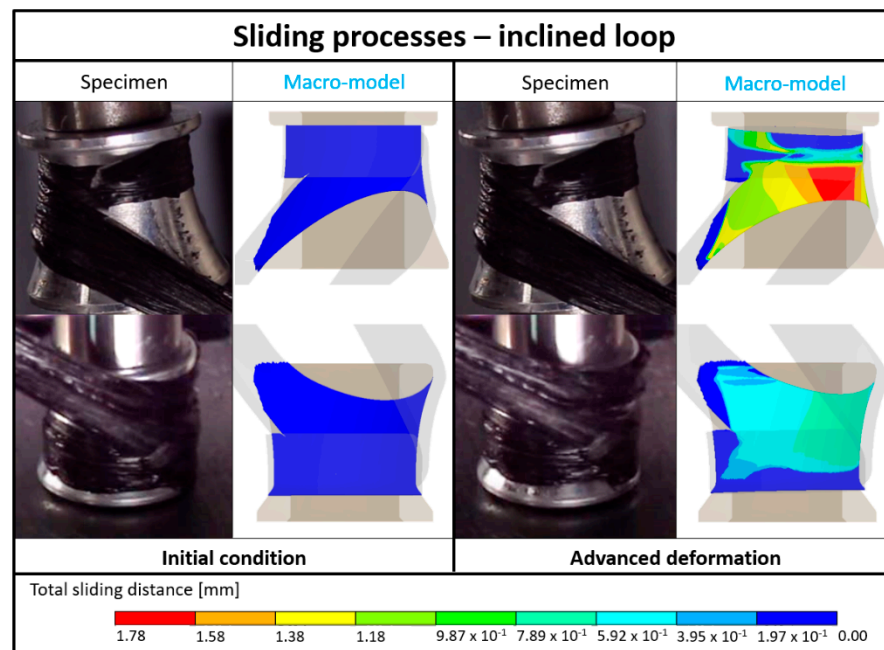 Sliding processes – inclined loop
Specimen
Macro-model
Specimen
Macro-model
Initial condition
Advanced deformation
Total sliding distance [mm]
1.78 1.58 1.38 1.18 9.87 x 10⁻¹ 7.89 x 10⁻¹ 5.92 x 10⁻¹ 3.95 x 10⁻¹ 1.97 x 10⁻¹ 0.00